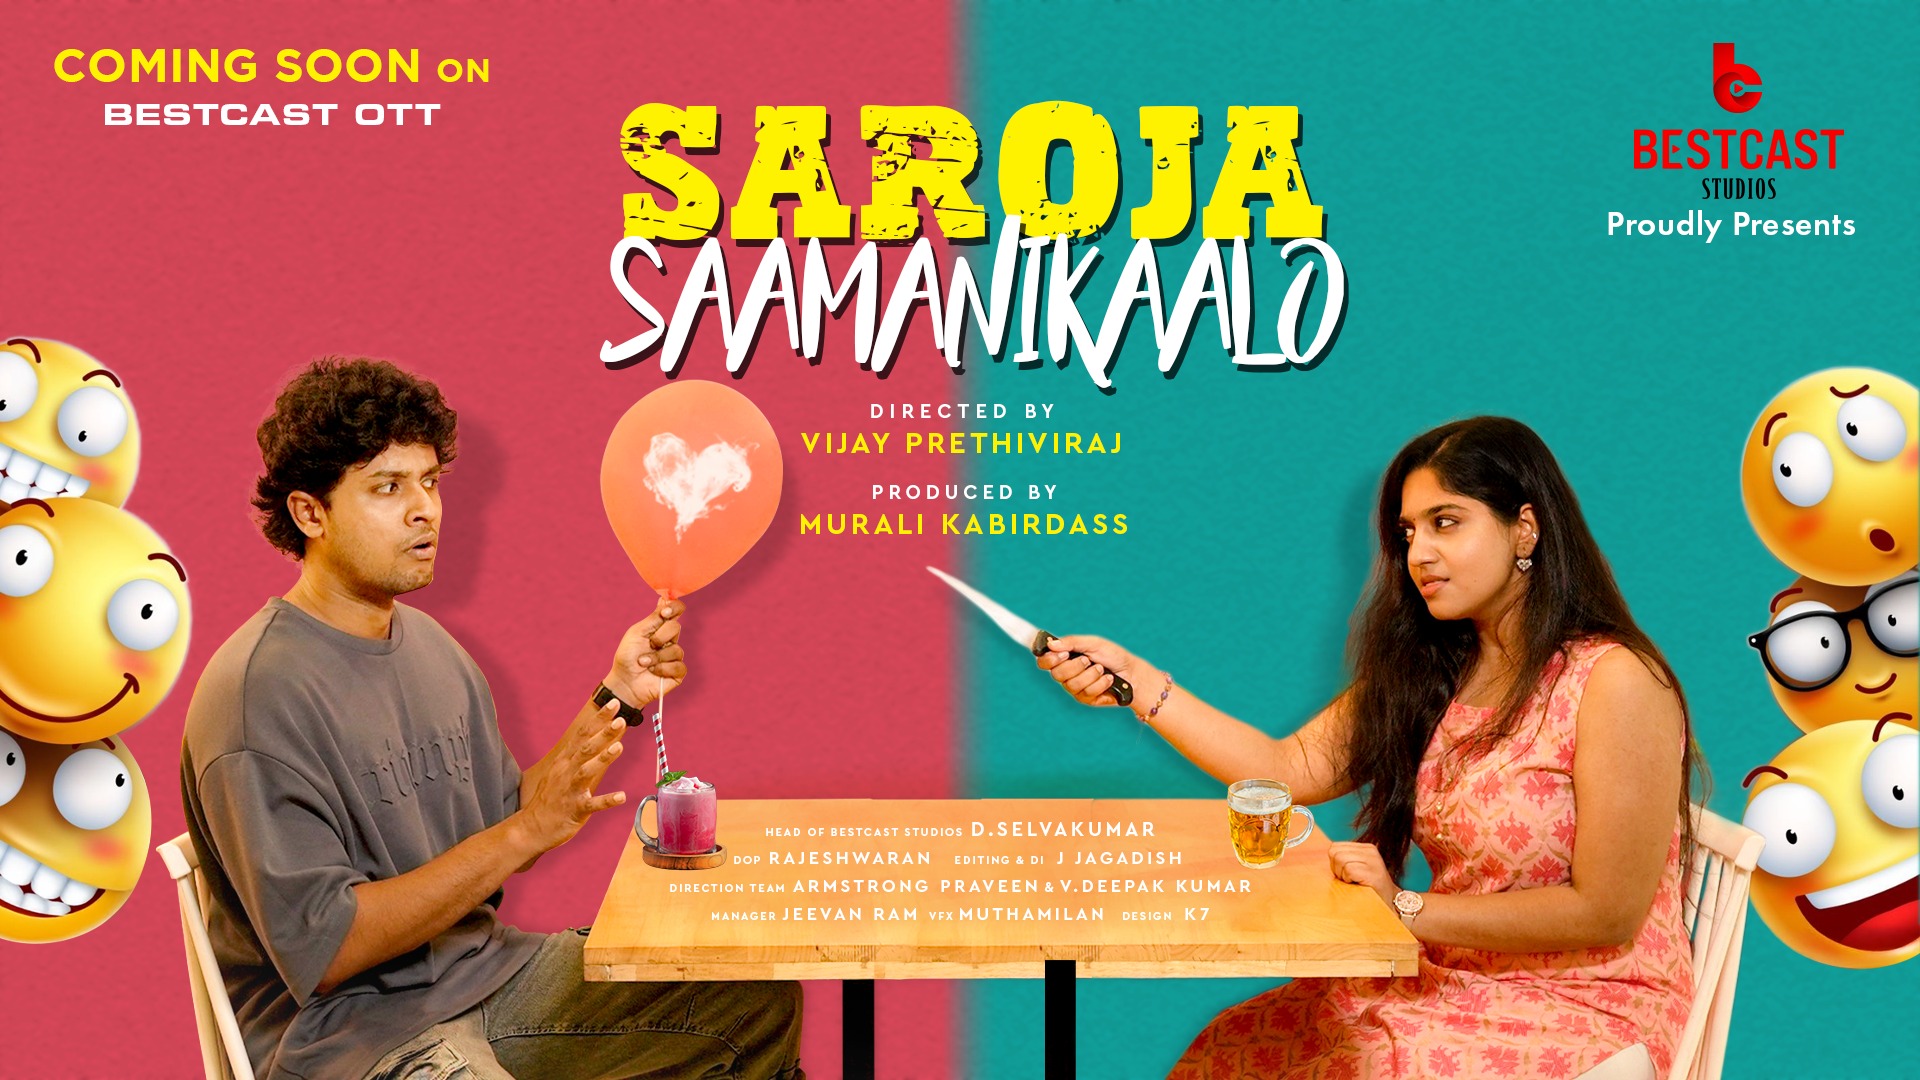 COMING SOON ON
BESTCAST OTT
BESTCAST
STUDIOS
Proudly Presents
SAROJA
SAAMANIKAALO
DIRECTED BY
VIJAY PRETHIVIRAJ
PRODUCED BY
MURALI KABIRDASS
HEAD OF BESTCAST STUDIOS D.SELVAKUMAR
DOP RAJESHWARAN EDITING & DI J JAGADISH
DIRECTION TEAM ARMSTRONG PRAVEEN & V.DEEPAK KUMAR
MANAGER JEEVAN RAM VFX MUTHAMILAN DESIGN K7